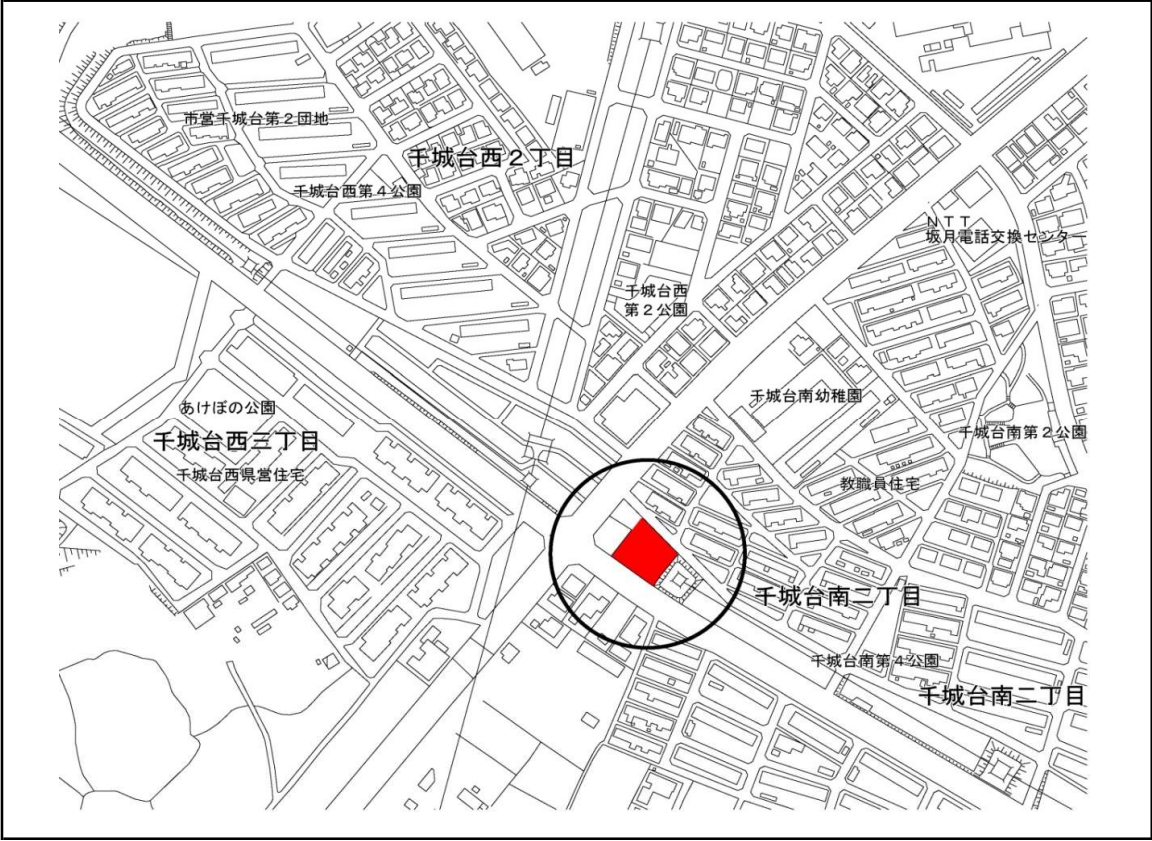 市営千城台第２団地
千城台西２丁目
千城台西第４公園
ＮＴＴ
坂月電話交換センター
千城台西
第２公園
千城台南幼稚園
あけぼの公園
千城台西三丁目
千城台西県営住宅
千城台南第２公園
教職員住宅
千城台南二丁目
千城台南第４公園
千城台南二丁目